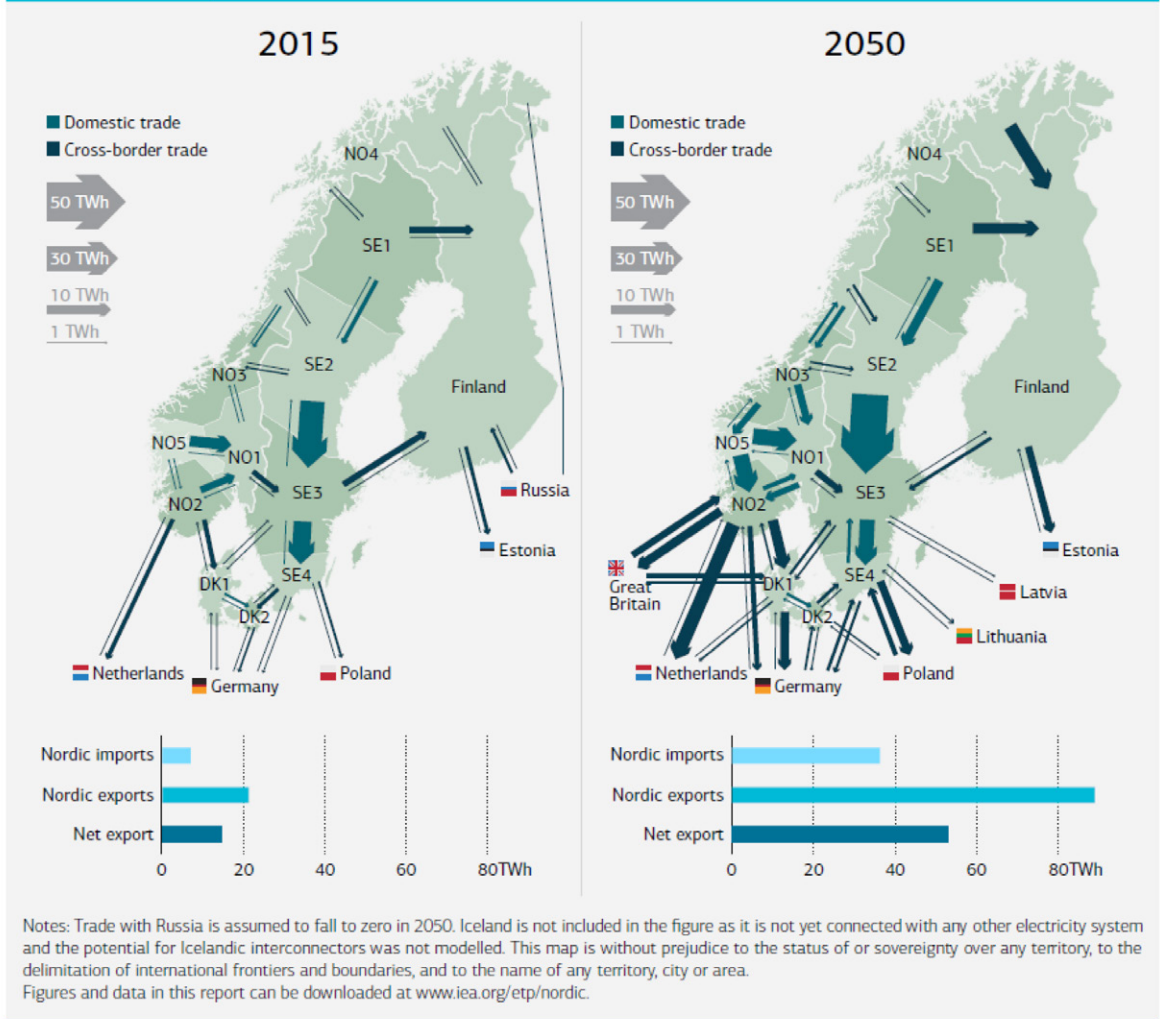 2015
Domestic trade
Cross-border trade
50 TWh
30 TWh
10 TWh
1 TWh
NO4
SE1
SE2
NO3
Finland
NO5
NO1
SE3
NO2
Russia
Estonia
SE4
DK1
DK2
Netherlands
Germany
Poland
Nordic imports
Nordic exports
Net export
0 20 40 60 80TWh
2050
Domestic trade
Cross-border trade
50 TWh
30 TWh
10 TWh
1 TWh
NO4
SE1
SE2
NO3
Finland
NO5
NO1
SE3
NO2
Estonia
Great
Britain
DK1
SE4
Latvia
DK2
Lithuania
Netherlands
Germany
Poland
Nordic imports
Nordic exports
Net export
0 20 40 60 80TWh
Notes: Trade with Russia is assumed to fall to zero in 2050. Iceland is not included in the figure as it is not yet connected with any other electricity system
and the potential for Icelandic interconnectors was not modelled. This map is without prejudice to the status of or sovereignty over any territory, to the
delimitation of international frontiers and boundaries, and to the name of any territory, city or area.
Figures and data in this report can be downloaded at www.iea.org/etp/nordic.